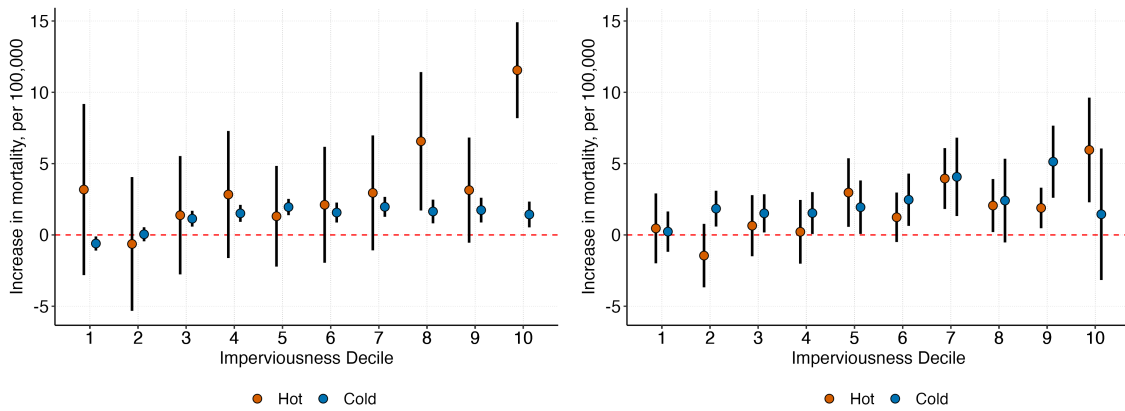 Increase in mortality, per 100,000
15
10
5
0
-5
1 2 3 4 5 6 7 8 9 10
Imperviousness Decile
Hot Cold
Increase in mortality, per 100,000
15
10
5
0
-5
1 2 3 4 5 6 7 8 9 10
Imperviousness Decile
Hot Cold